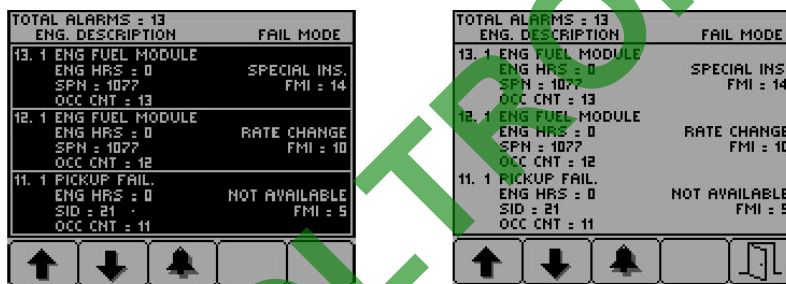 TOTAL ALARMS : 13
ENG. DESCRIPTION FAIL MODE
13. 1 ENG FUEL MODULE
ENG HRS : 0 SPECIAL INS.
SPN : 1077 FMI : 14
OCC CNT : 13
12. 1 ENG FUEL MODULE
ENG HRS : 0 RATE CHANGE
SPN : 1077 FMI : 10
OCC CNT : 12
11. 1 PICKUP FAIL.
ENG HRS : 0 NOT AVAILABLE
SID : 21 FMI : 5
OCC CNT : 11
TOTAL ALARMS : 13
ENG. DESCRIPTION FAIL MODE
13. 1 ENG FUEL MODULE
ENG HRS : 0 SPECIAL INS
SPN : 1077 FMI : 14
OCC CNT : 13
12. 1 ENG FUEL MODULE
ENG HRS : 0 RATE CHANGE
SPN : 1077 FMI : 10
OCC CNT : 12
11. 1 PICKUP FAIL.
ENG HRS : 0 NOT AVAILABLE
SID : 21 FMI : 5
OCC CNT : 11